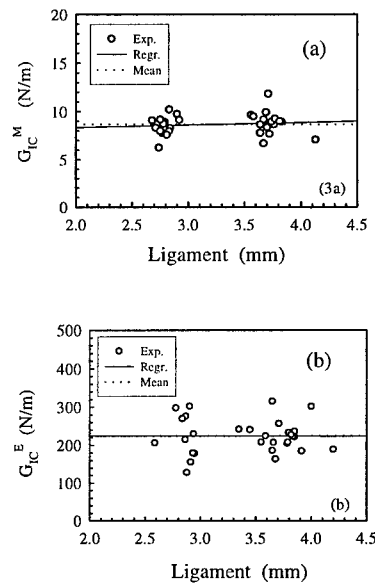 20
15
10
5
0
G_IC^M (N/m)
Exp.
Regr.
Mean
(a)
(3a)
2.0 2.5 3.0 3.5 4.0 4.5
Ligament (mm)
500
400
300
200
100
0
G_IC^E (N/m)
Exp.
Regr.
Mean
(b)
(b)
2.0 2.5 3.0 3.5 4.0 4.5
Ligament (mm)